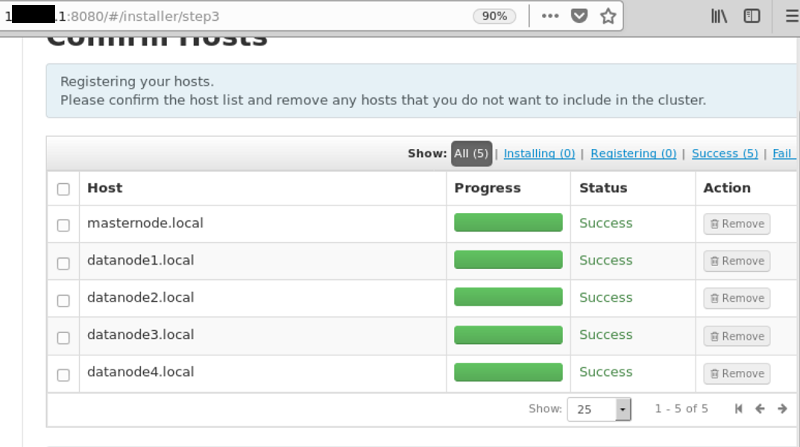 1 .1:8080/#/installer/step3 90%
Confirm Hosts
Registering your hosts.
Please confirm the host list and remove any hosts that you do not want to include in the cluster.
Show: All (5) | Installing (0) | Registering (0) | Success (5) | Fail
Host Progress Status Action
masternode.local Success Remove
datanode1.local Success Remove
datanode2.local Success Remove
datanode3.local Success Remove
datanode4.local Success Remove
Show: 25 1 - 5 of 5